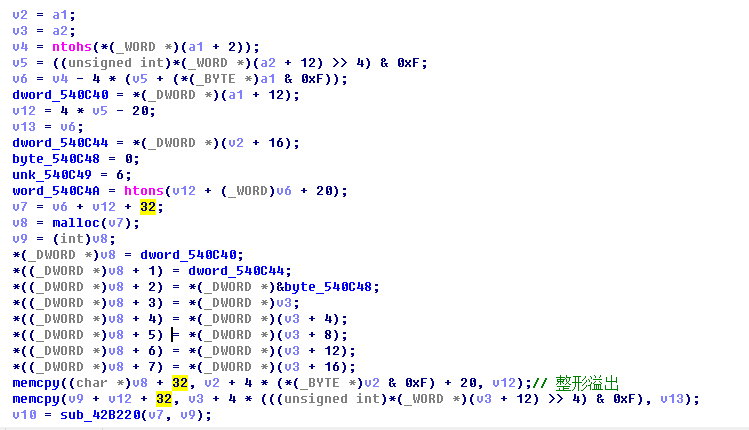 v2 = a1;
v3 = a2;
v4 = ntohs(*(_WORD *)(a1 + 2));
v5 = ((unsigned int)*(_WORD *)(a2 + 12) >> 4) & 0xF;
v6 = v4 - 4 * (v5 + (*(_BYTE *)a1 & 0xF));
dword_540C40 = *(_DWORD *)(a1 + 12);
v12 = 4 * v5 - 20;
v13 = v6;
dword_540C44 = *(_DWORD *)(v2 + 16);
byte_540C48 = 0;
unk_540C49 = 6;
word_540C4A = htons(v12 + (_WORD)v6 + 20);
v7 = v6 + v12 + 32;
v8 = malloc(v7);
v9 = (int)v8;
*(_DWORD *)v8 = dword_540C40;
*((_DWORD *)v8 + 1) = dword_540C44;
*((_DWORD *)v8 + 2) = *(_DWORD *)&byte_540C48;
*((_DWORD *)v8 + 3) = *(_DWORD *)v3;
*((_DWORD *)v8 + 4) = *(_DWORD *)(v3 + 4);
*((_DWORD *)v8 + 5) = *(_DWORD *)(v3 + 8);
*((_DWORD *)v8 + 6) = *(_DWORD *)(v3 + 12);
*((_DWORD *)v8 + 7) = *(_DWORD *)(v3 + 16);
memcpy((char *)v8 + 32, v2 + 4 * (*(_BYTE *)v2 & 0xF) + 20, v12);// 整形溢出
memcpy(v9 + v12 + 32, v3 + 4 * (((unsigned int)*(_WORD *)(v3 + 12) >> 4) & 0xF), v13);
v10 = sub_42B220(v7, v9);